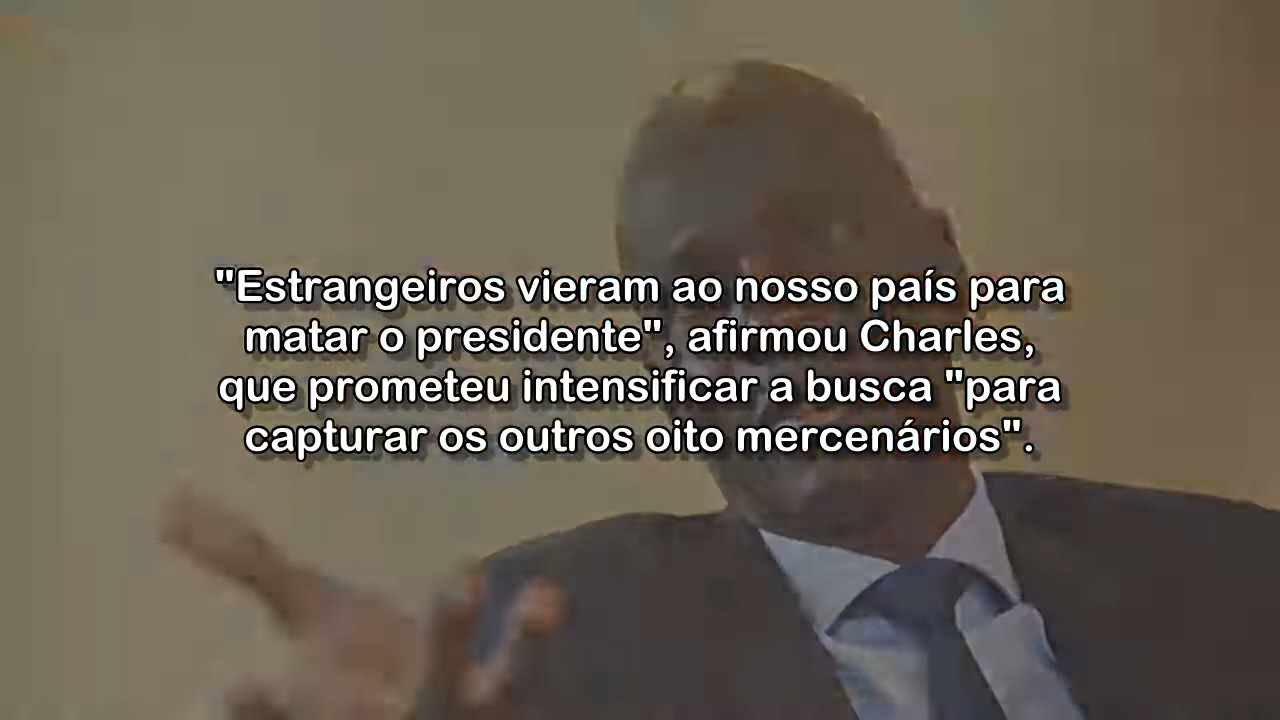 "Estrangeiros vieram ao nosso país para
matar o presidente", afirmou Charles,
que prometeu intensificar a busca "para
capturar os outros oito mercenários".